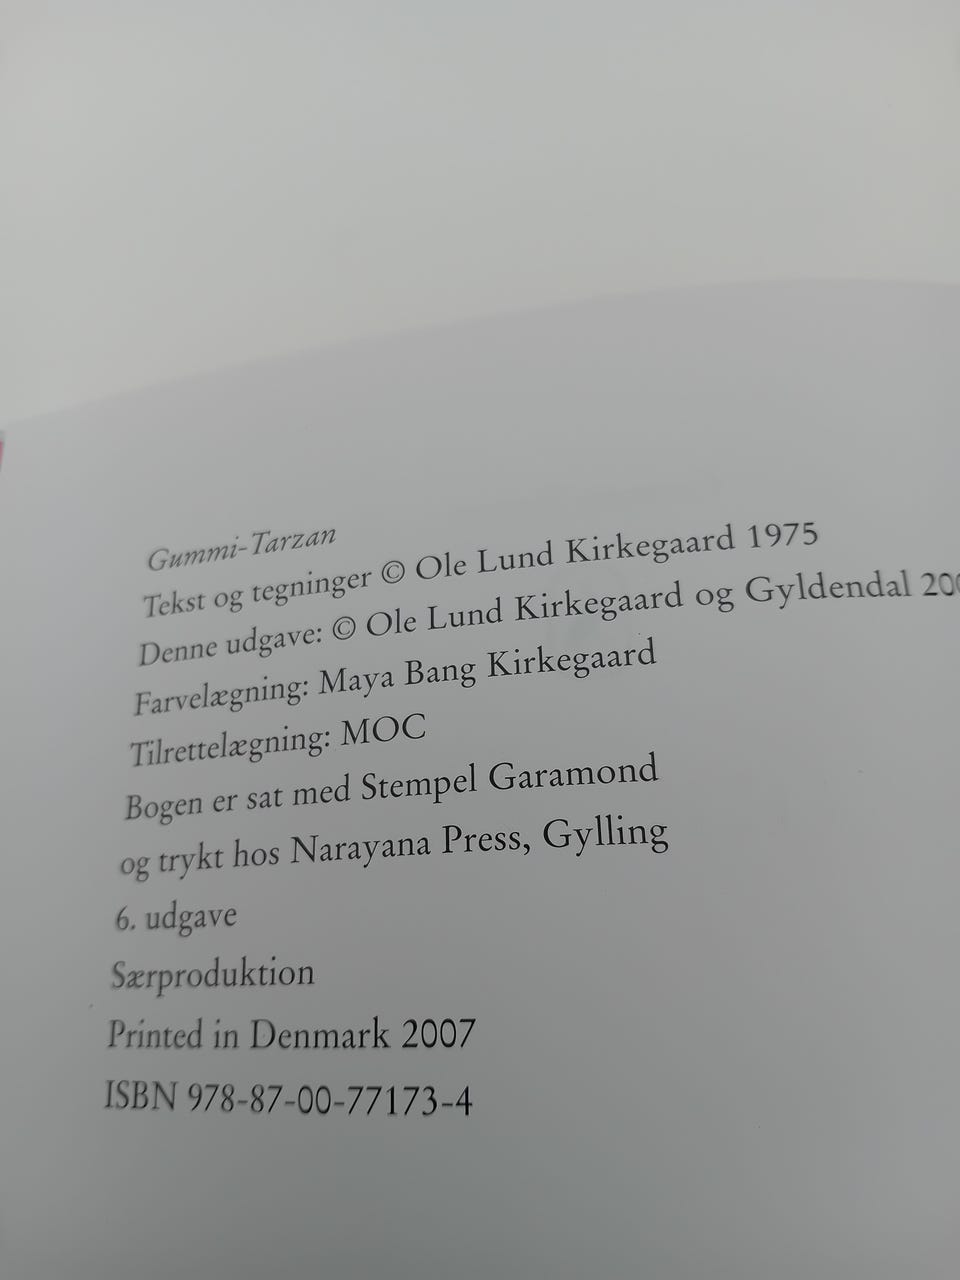 Gummi-Tarzan
Tekst og tegninger © Ole Lund Kirkegaard 1975
Denne udgave: © Ole Lund Kirkegaard og Gyldendal
Farvelægning: Maya Bang Kirkegaard
Tilrettelægning: MOC
Bogen er sat med Stempel Garamond
og trykt hos Narayana Press, Gylling
6. udgave
Særproduktion
Printed in Denmark 2007
ISBN 978-87-00-77173-4